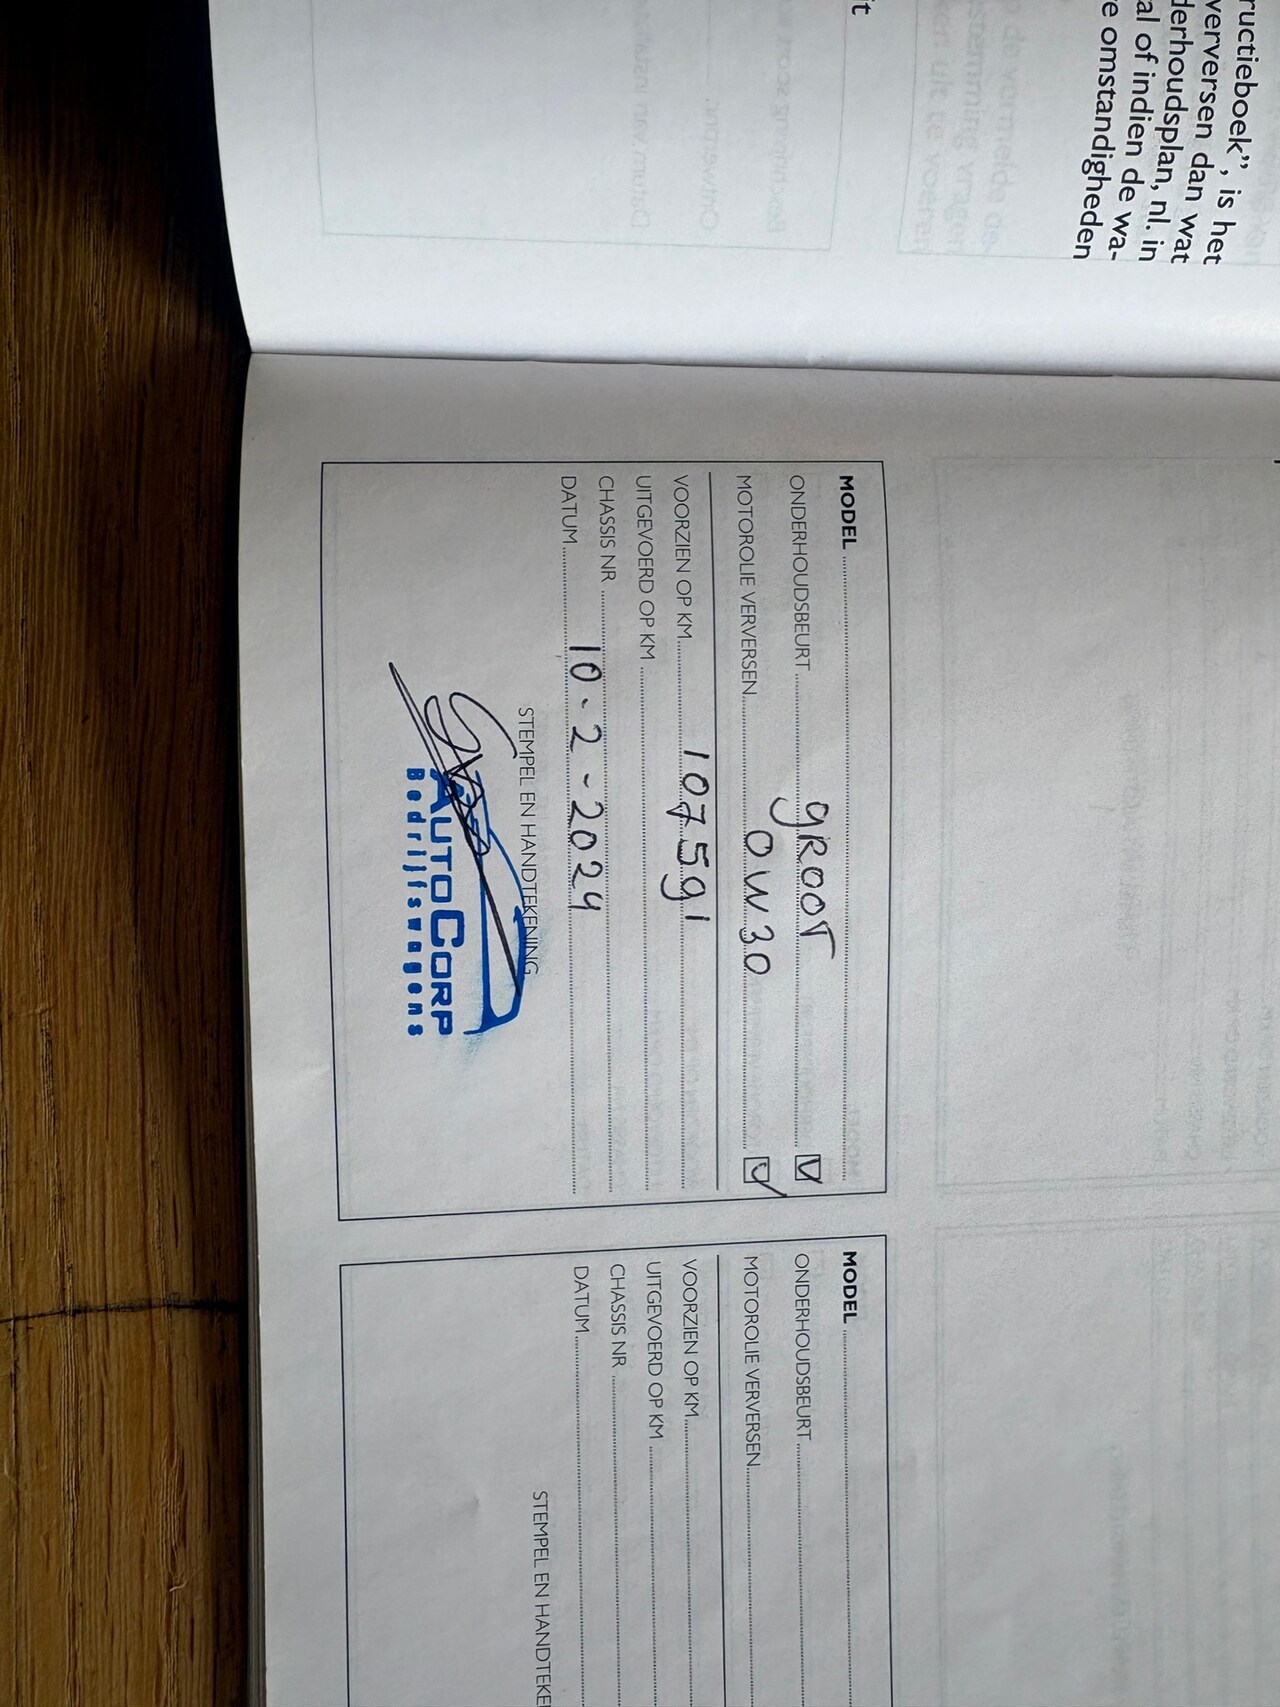 ructieboek”, is het
verversen dan wat
derhoudsplan, nl. in
al of indien de wa-
e omstandigheden
it
MODEL
ONDERHOUDSBEURT groot
MOTOROLIE VERVERSEN 0W30
VOORZIEN OP KM 107591
UITGEVOERD OP KM
CHASSIS NR
DATUM 10-2-2024
STEMPEL EN HANDTEKENING
AUTOCORP
Bedrijfswagens
MODEL
ONDERHOUDSBEURT
MOTOROLIE VERVERSEN
VOORZIEN OP KM
UITGEVOERD OP KM
CHASSIS NR
DATUM
STEMPEL EN HANDTEKE